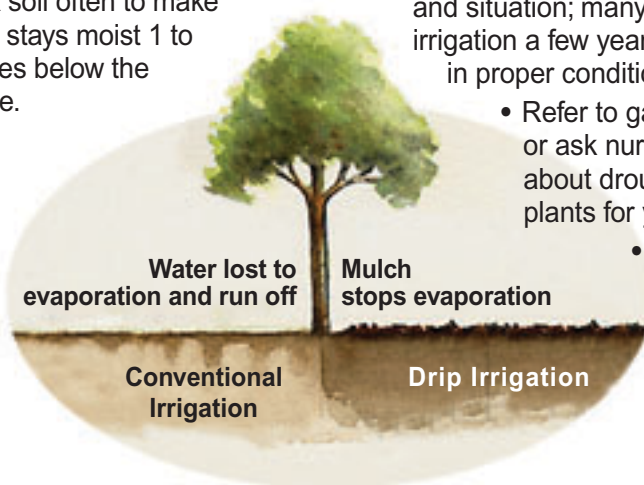 soil often to make
stays moist 1 to
es below the
e.
and situation; many
irrigation a few year
in proper conditio
• Refer to ga
or ask nur
about drou
plants for y
•
Water lost to
evaporation and run off
Mulch
stops evaporation
Conventional
Irrigation
Drip Irrigation